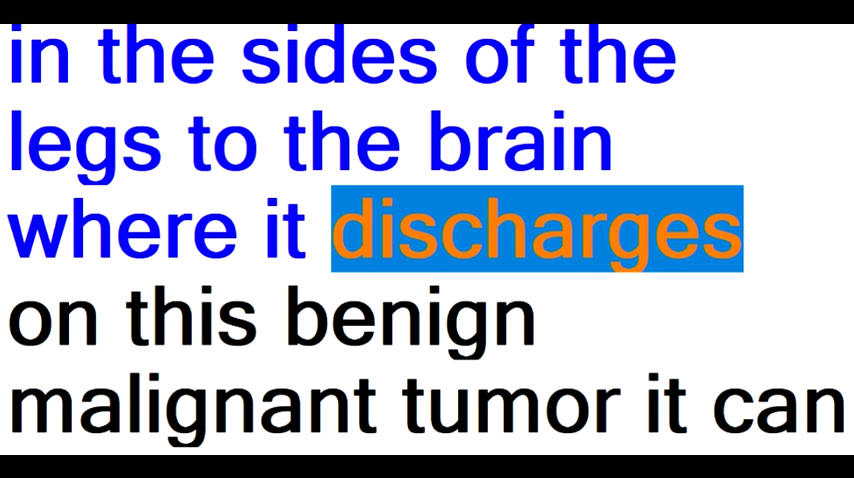 in the sides of the
legs to the brain
where it discharges
on this benign
malignant tumor it can